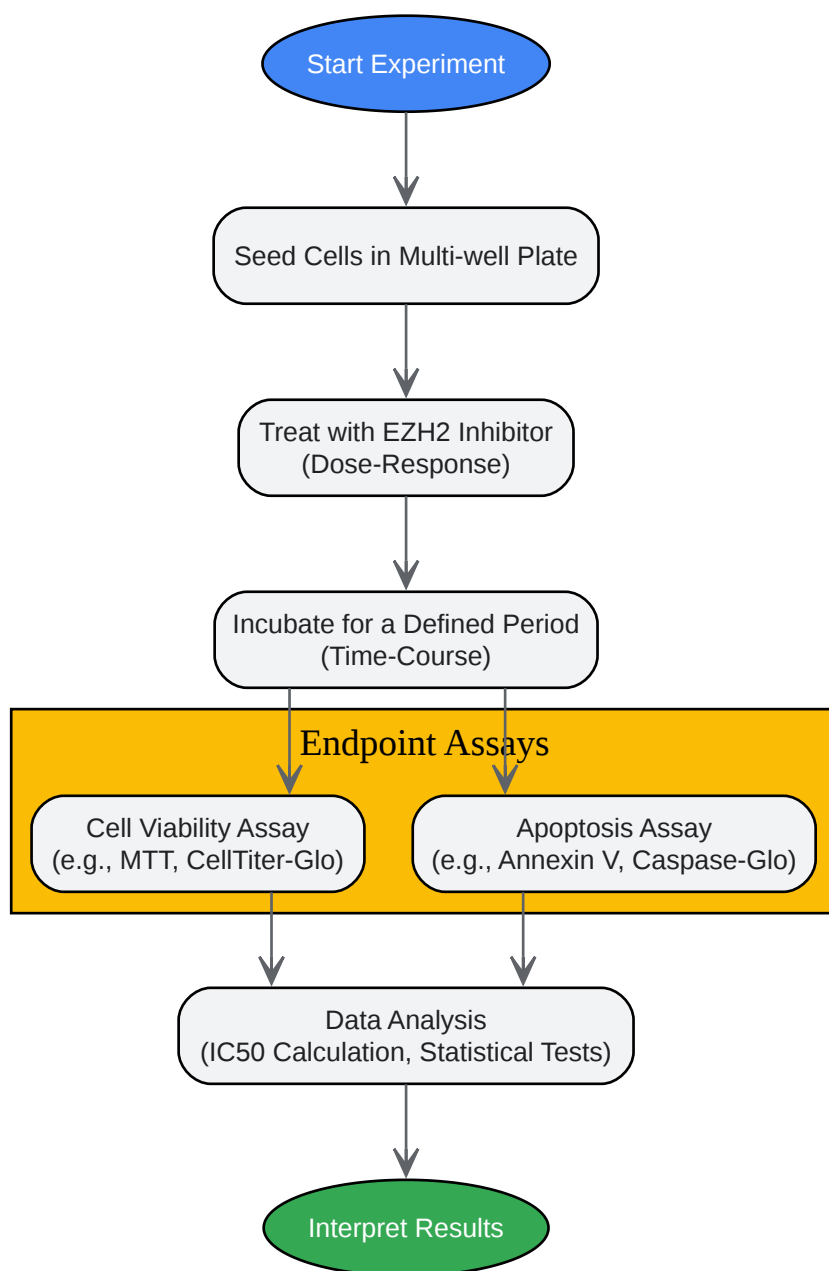 Start Experiment
Seed Cells in Multi-well Plate
Treat with EZH2 Inhibitor
(Dose-Response)
Incubate for a Defined Period
(Time-Course)
Endpoint Assays
Cell Viability Assay
(e.g., MTT, CellTiter-Glo)
Apoptosis Assay
(e.g., Annexin V, Caspase-Glo)
Data Analysis
(IC50 Calculation, Statistical Tests)
Interpret Results